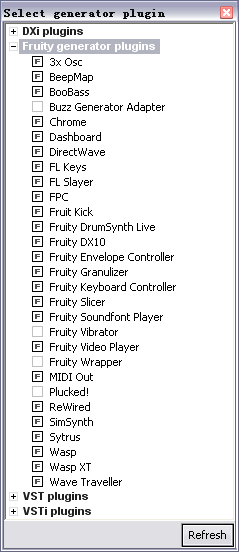 Select generator plugin
DXi plugins
Fruity generator plugins
3x Osc
BeepMap
BooBass
Buzz Generator Adapter
Chrome
Dashboard
DirectWave
FL Keys
FL Slayer
FPC
Fruit Kick
Fruity DrumSynth Live
Fruity DX10
Fruity Envelope Controller
Fruity Granulizer
Fruity Keyboard Controller
Fruity Slicer
Fruity Soundfont Player
Fruity Vibrator
Fruity Video Player
Fruity Wrapper
MIDI Out
Plucked!
ReWired
SimSynth
Sytrus
Wasp
Wasp XT
Wave Traveller
VST plugins
VSTi plugins
Refresh